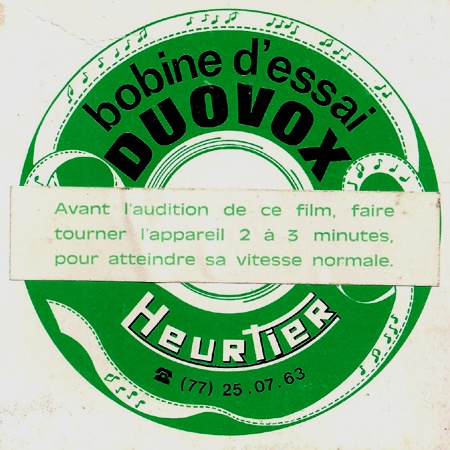 bobine d'essai
DUOVOX
Avant l'audition de ce film, faire
tourner l'appareil 2 à 3 minutes,
pour atteindre sa vitesse normale.
Heurtier
☎ (77) 25.07.63